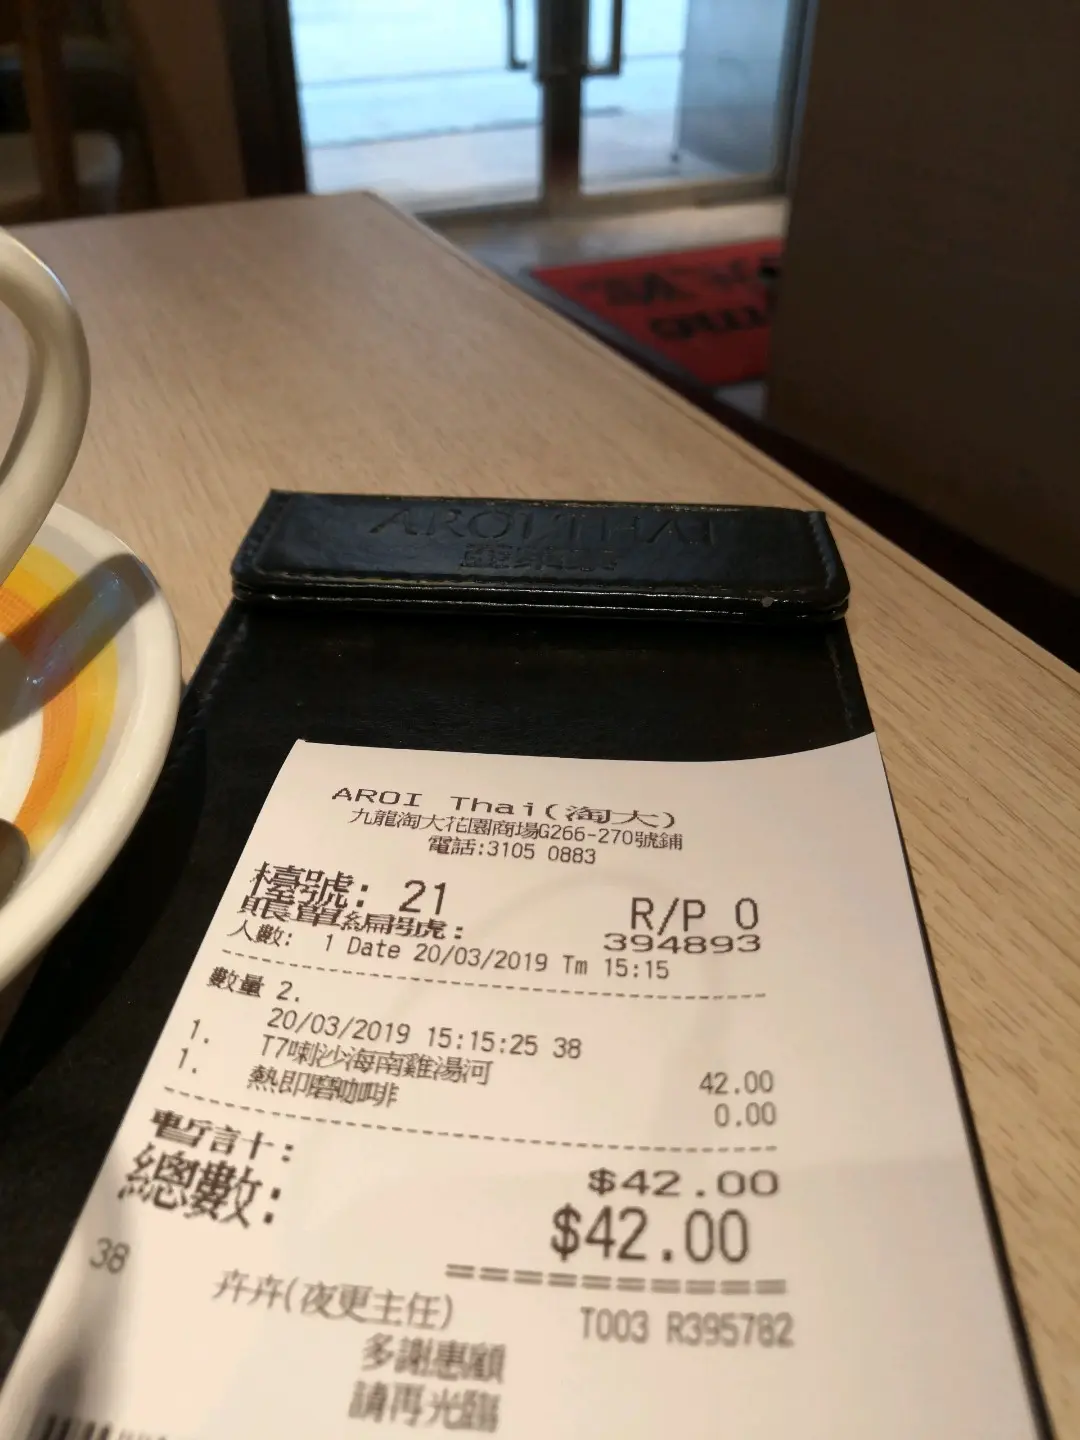 AROI THAI
AROI Thai(淘大)
九龍淘大花園商場G266-270號鋪
電話:3105 0883
檯號: 21 R/P 0
賬單編號: 394893
人數: 1 Date 20/03/2019 Tm 15:15
數量 2.
20/03/2019 15:15:25 38
1. T7喇沙海南雞湯河 42.00
1. 熱即磨咖啡 0.00
暫計: $42.00
總數: $42.00
38
卉卉(夜更主任) T003 R395782
多謝惠顧
請再光臨